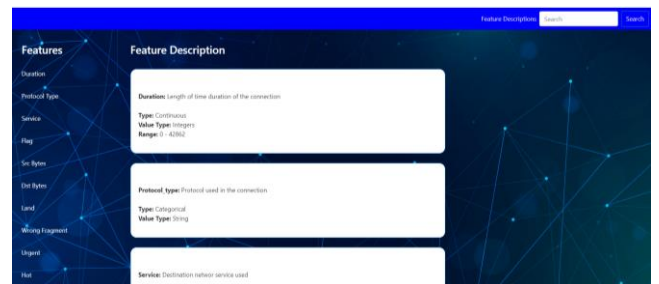 Feature Descriptions Search Search
Features
Duration
Protocol Type
Service
Flag
Src Bytes
Dst Bytes
Land
Wrong Fragment
Urgent
Hot
Feature Description
Duration: Length of time duration of the connection
Type: Continuous
Value Type: Integers
Range: 0 - 42862
Protocol_type: Protocol used in the connection
Type: Categorical
Value Type: String
Service: Destination networ service used